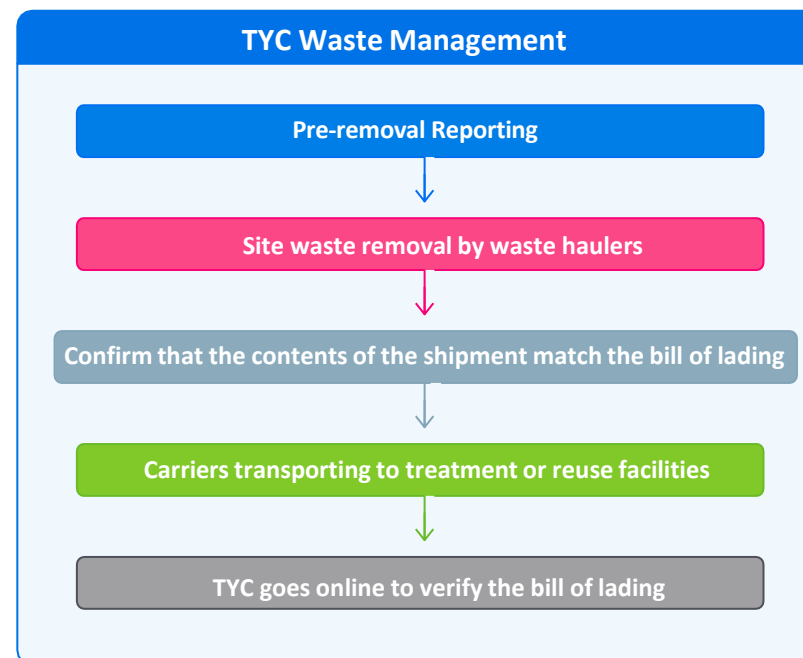 TYC Waste Management
Pre-removal Reporting
Site waste removal by waste haulers
Confirm that the contents of the shipment match the bill of lading
Carriers transporting to treatment or reuse facilities
TYC goes online to verify the bill of lading